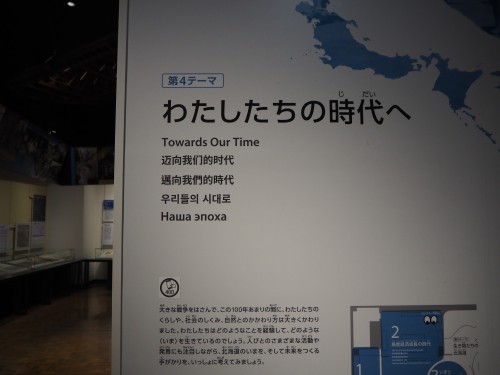 第4テーマ
わたしたちの時代へ
じ だい
Towards Our Time
迈向我们的时代
邁向我們的時代
우리들의 시대로
Наша эпоха
大きな戦争をはさんで、この100年あまりの間に、わたしたちの
くらしや、社会のしくみ、自然とのかかわり方は大きくかわり
ました。わたしたちはどのようなことを経験して、どのような
〈いま〉を生きているのでしょう。人びとのさまざまな活動や
発言にも注目しながら、北海道のいまを、そして未来をつくる
手がかりを、いっしょに考えてみましょう。
2